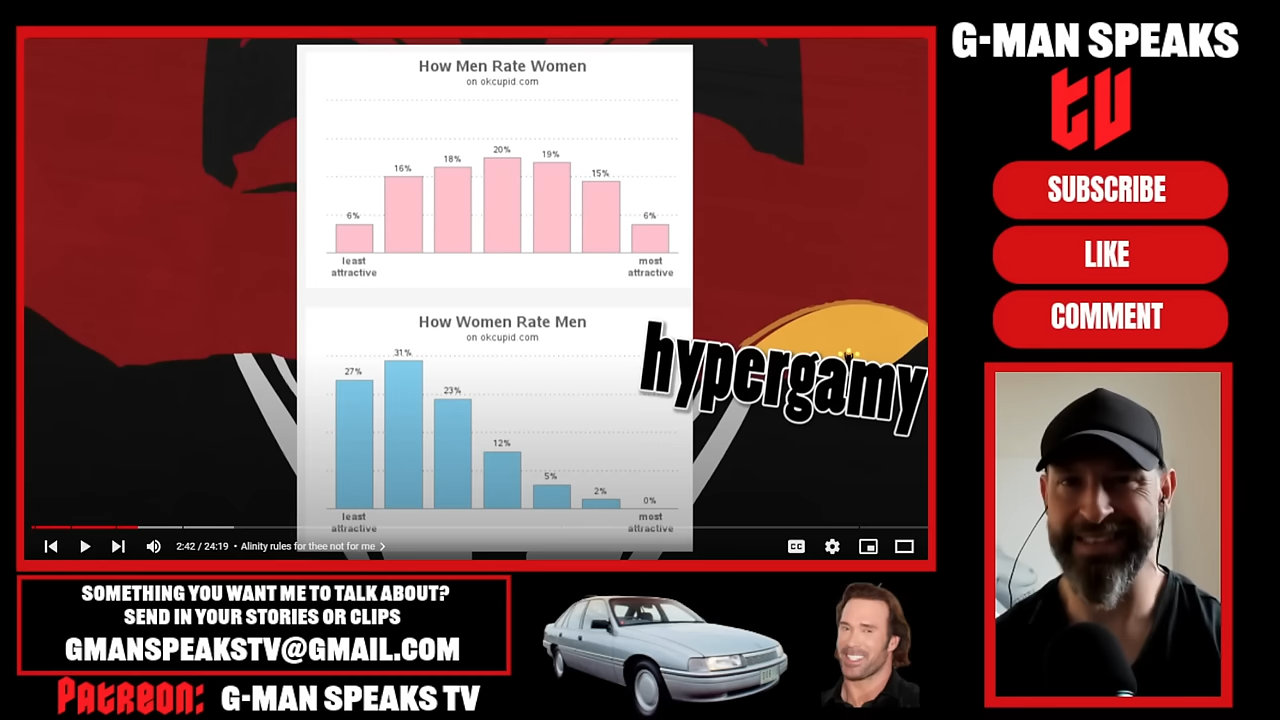 How Men Rate Women
on okcupid com
6%
16%
18%
20%
19%
15%
6%
least
attractive
most
attractive
How Women Rate Men
on okcupid com
27%
31%
23%
12%
5%
2%
0%
least
attractive
most
attractive
hypergamy
2:42 / 24:19 • Alinity rules for thee not for me
CC
G-MAN SPEAKS
TV
SUBSCRIBE
LIKE
COMMENT
SOMETHING YOU WANT ME TO TALK ABOUT?
SEND IN YOUR STORIES OR CLIPS
GMANSPEAKSTV@GMAIL.COM
PATREON: G-MAN SPEAKS TV